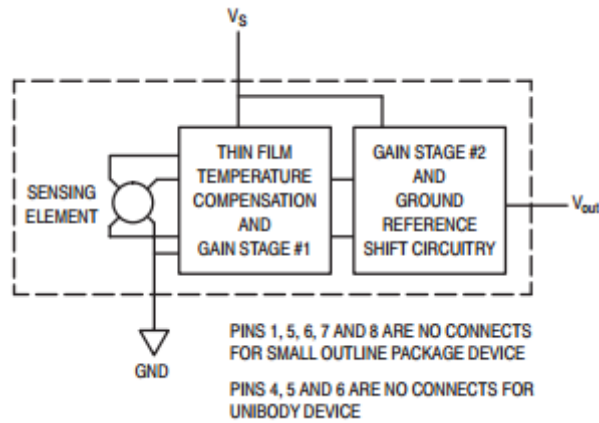 VS
THIN FILM
TEMPERATURE
COMPENSATION
AND
GAIN STAGE #1
GAIN STAGE #2
AND
GROUND
REFERENCE
SHIFT CIRCUITRY
SENSING
ELEMENT
Vout
GND
PINS 1, 5, 6, 7 AND 8 ARE NO CONNECTS
FOR SMALL OUTLINE PACKAGE DEVICE
PINS 4, 5 AND 6 ARE NO CONNECTS FOR
UNIBODY DEVICE